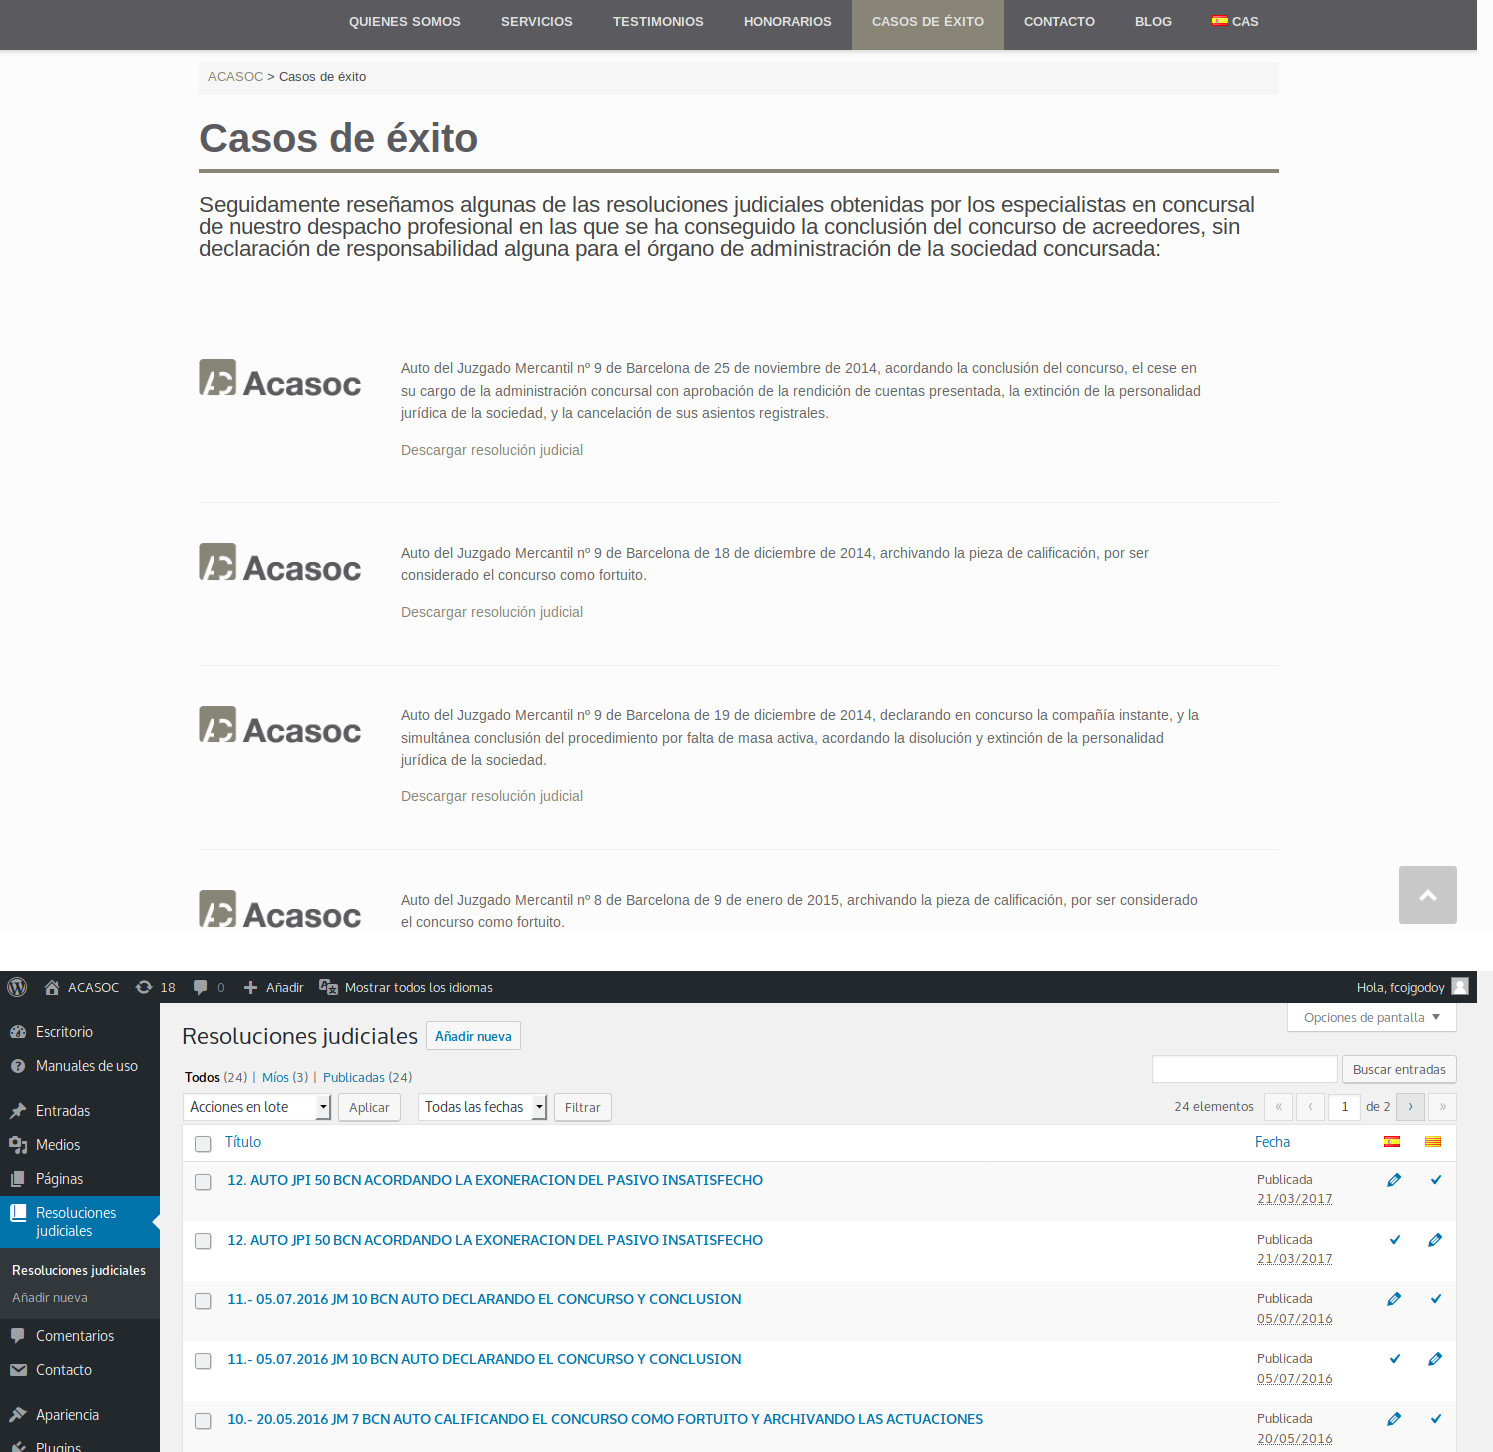 QUIENES SOMOS SERVICIOS TESTIMONIOS HONORARIOS CASOS DE ÉXITO CONTACTO BLOG CAS
ACASOC > Casos de éxito
Casos de éxito
Seguidamente reseñamos algunas de las resoluciones judiciales obtenidas por los especialistas en concursal
de nuestro despacho profesional en las que se ha conseguido la conclusión del concurso de acreedores, sin
declaración de responsabilidad alguna para el órgano de administración de la sociedad concursada:
Acasoc
Auto del Juzgado Mercantil nº 9 de Barcelona de 25 de noviembre de 2014, acordando la conclusión del concurso, el cese en
su cargo de la administración concursal con aprobación de la rendición de cuentas presentada, la extinción de la personalidad
jurídica de la sociedad, y la cancelación de sus asientos registrales.
Descargar resolución judicial
Acasoc
Auto del Juzgado Mercantil nº 9 de Barcelona de 18 de diciembre de 2014, archivando la pieza de calificación, por ser
considerado el concurso como fortuito.
Descargar resolución judicial
Acasoc
Auto del Juzgado Mercantil nº 9 de Barcelona de 19 de diciembre de 2014, declarando en concurso la compañía instante, y la
simultánea conclusión del procedimiento por falta de masa activa, acordando la disolución y extinción de la personalidad
jurídica de la sociedad.
Descargar resolución judicial
Acasoc
Auto del Juzgado Mercantil nº 8 de Barcelona de 9 de enero de 2015, archivando la pieza de calificación, por ser considerado
el concurso como fortuito.
ACASOC 18 0 Añadir Mostrar todos los idiomas Hola, fcojgodoy
Opciones de pantalla
Escritorio
Manuales de uso
Entradas
Medios
Páginas
Resoluciones
judiciales
Resoluciones judiciales
Añadir nueva
Comentarios
Contacto
Apariencia
Plugins
Resoluciones judiciales Añadir nueva
Todos (24) | Míos (3) | Publicadas (24)
Buscar entradas
Acciones en lote Aplicar Todas las fechas Filtrar 24 elementos « ‹ 1 de 2 › »
Título Fecha
12. AUTO JPI 50 BCN ACORDANDO LA EXONERACION DEL PASIVO INSATISFECHO Publicada
21/03/2017
12. AUTO JPI 50 BCN ACORDANDO LA EXONERACION DEL PASIVO INSATISFECHO Publicada
21/03/2017
11.- 05.07.2016 JM 10 BCN AUTO DECLARANDO EL CONCURSO Y CONCLUSION Publicada
05/07/2016
11.- 05.07.2016 JM 10 BCN AUTO DECLARANDO EL CONCURSO Y CONCLUSION Publicada
05/07/2016
10.- 20.05.2016 JM 7 BCN AUTO CALIFICANDO EL CONCURSO COMO FORTUITO Y ARCHIVANDO LAS ACTUACIONES Publicada
20/05/2016